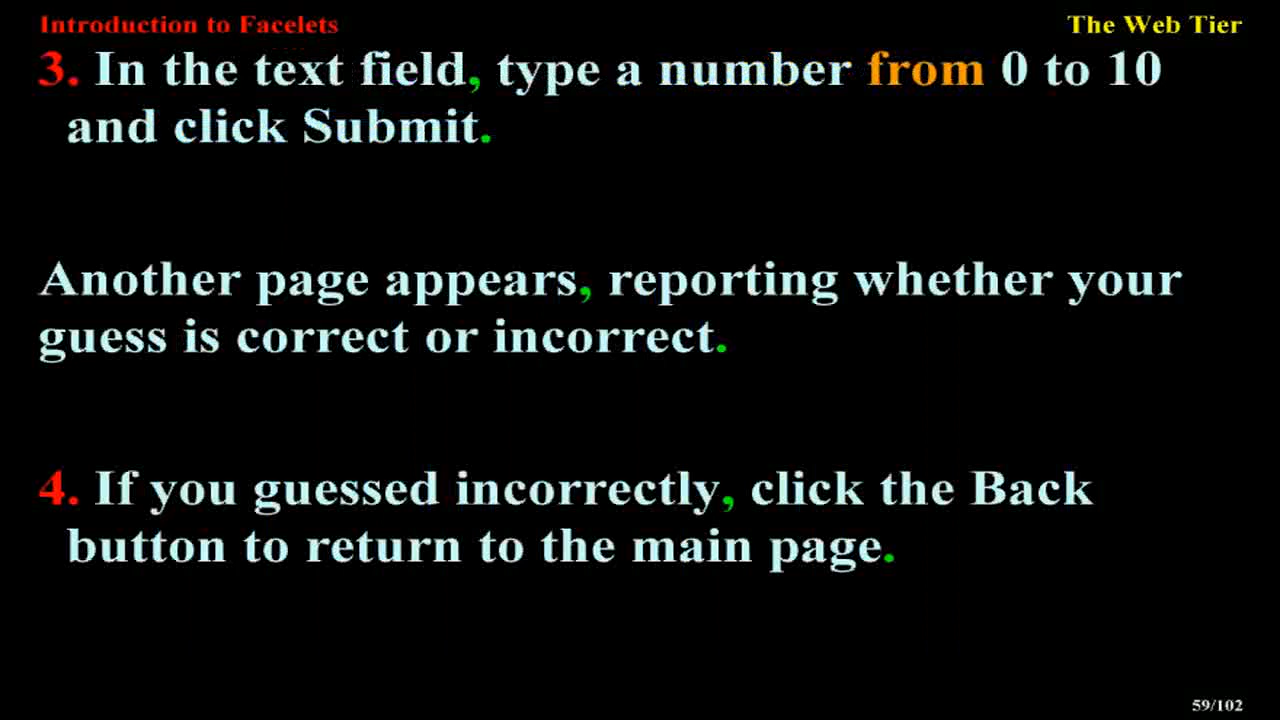 Introduction to Facelets
The Web Tier
3. In the text field, type a number from 0 to 10
and click Submit.
Another page appears, reporting whether your
guess is correct or incorrect.
4. If you guessed incorrectly, click the Back
button to return to the main page.
59/102